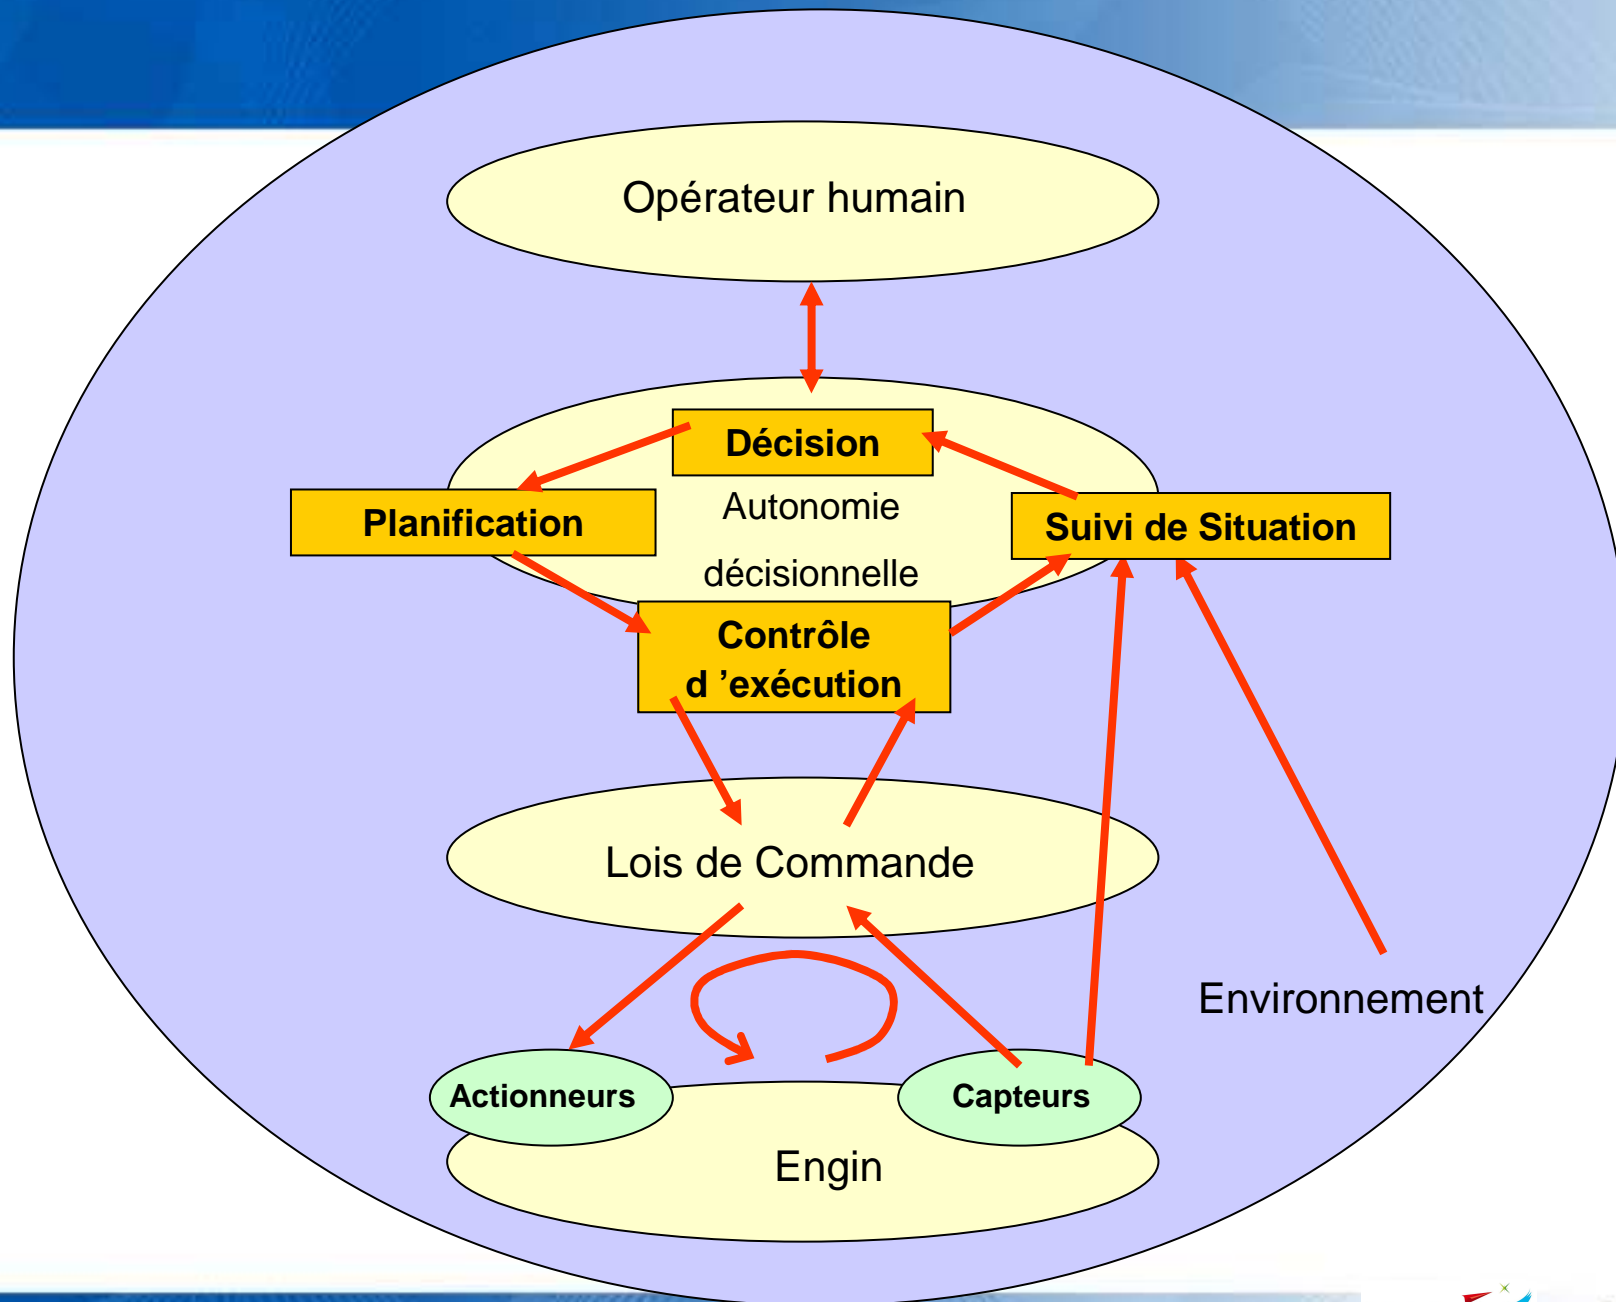 Opérateur humain
Décision
Autonomie
Planification
Suivi de Situation
décisionnelle
Contrôle
d ’exécution
Lois de Commande
Environnement
Actionneurs
Capteurs
Engin